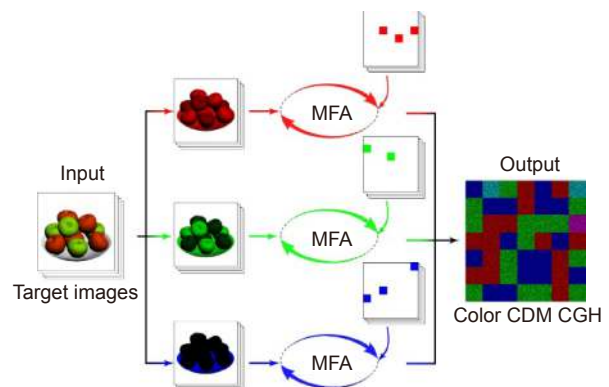 Input
Target images
MFA
MFA
MFA
Output
Color CDM CGH